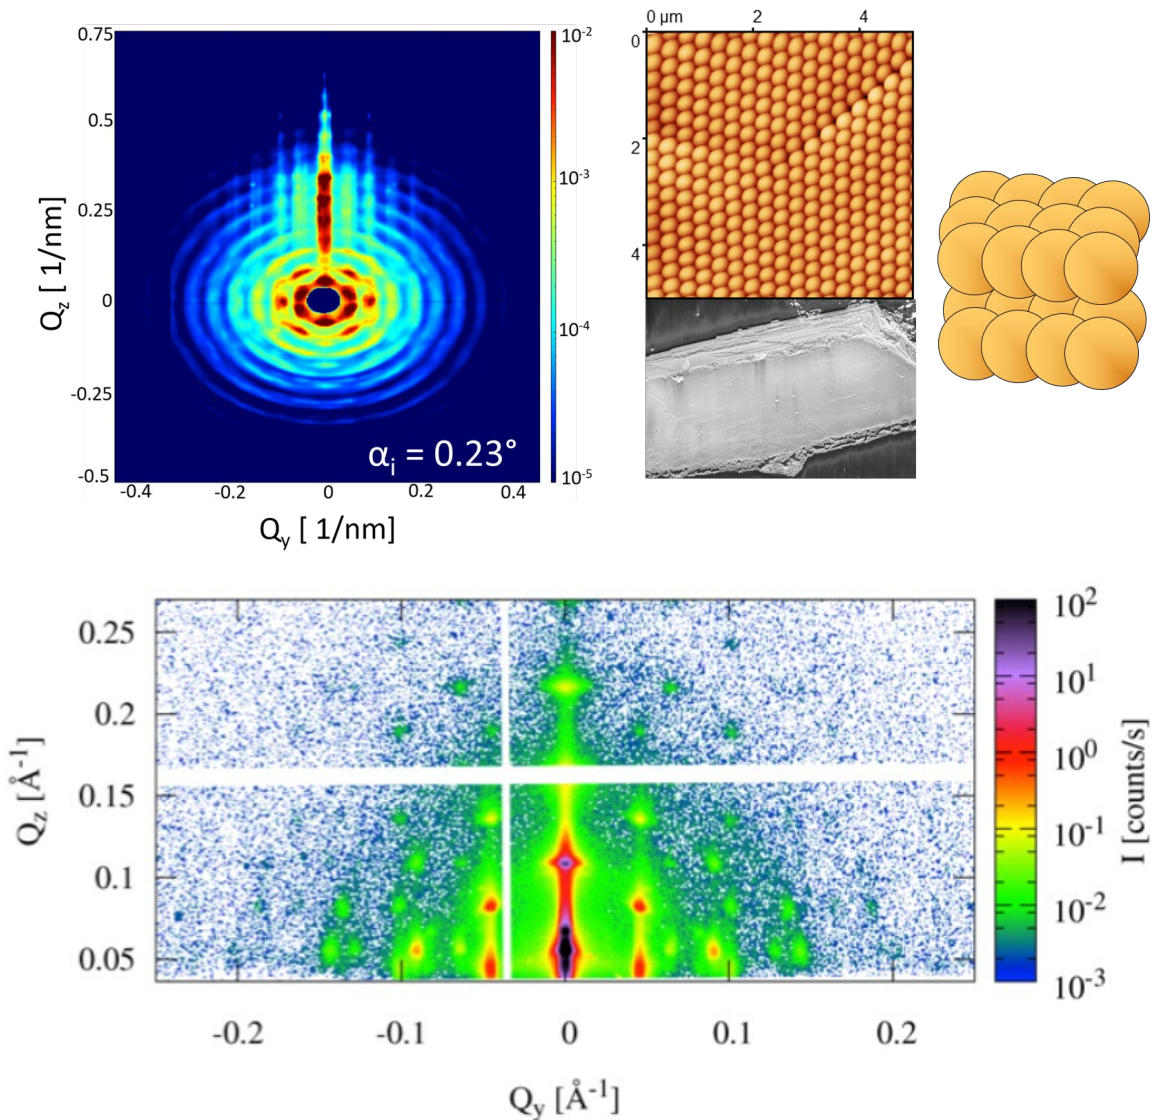 0.75
0.5
0.25
0
-0.25
-0.5
Q_z [ 1/nm]
-0.4 -0.2 0 0.2 0.4
Q_y [ 1/nm]
α_i = 0.23°
10^-2
10^-3
10^-4
10^-5
0 µm 2 4
0
2
4
0.25
0.2
0.15
0.1
0.05
Q_z [Å^-1]
-0.2 -0.1 0 0.1 0.2
Q_y [Å^-1]
10^2
10^1
10^0
10^-1
10^-2
10^-3
I [counts/s]